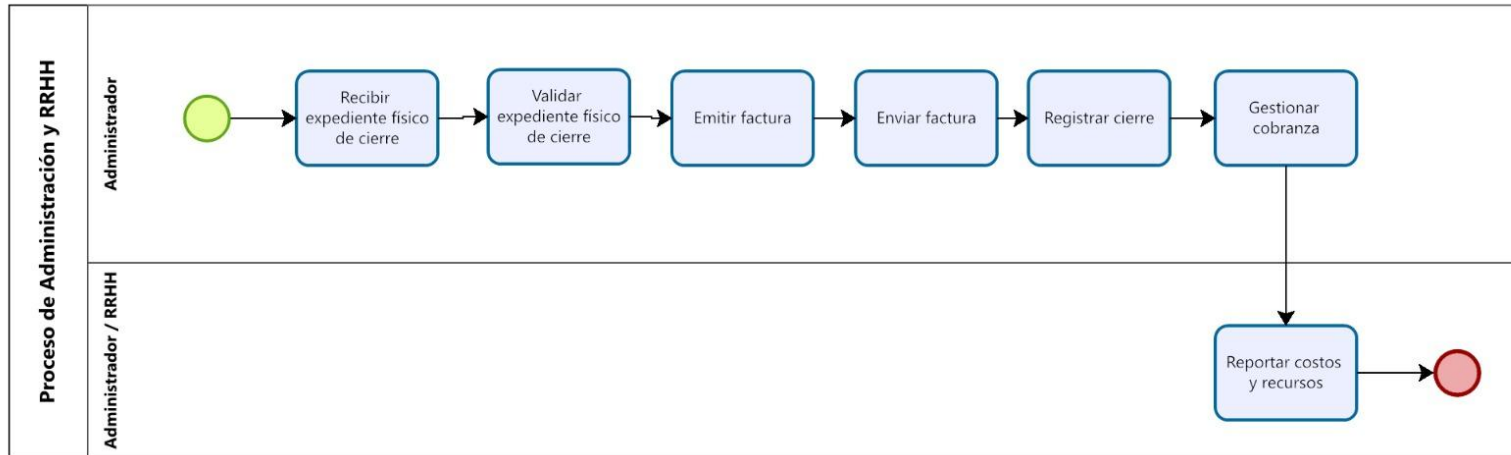 Proceso de Administración y RRHH
Administrador
Recibir
expediente físico
de cierre
Validar
expediente físico
de cierre
Emitir factura
Enviar factura
Registrar cierre
Gestionar
cobranza
Administrador / RRHH
Reportar costos
y recursos